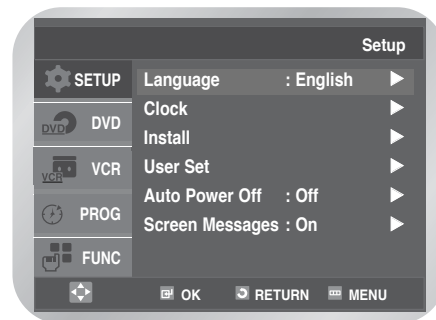 Setup
SETUP
Language : English ►
Clock ►
DVD DVD
Install ►
VCR VCR
User Set ►
Auto Power Off : Off ►
PROG
Screen Messages : On ►
FUNC
OK RETURN MENU